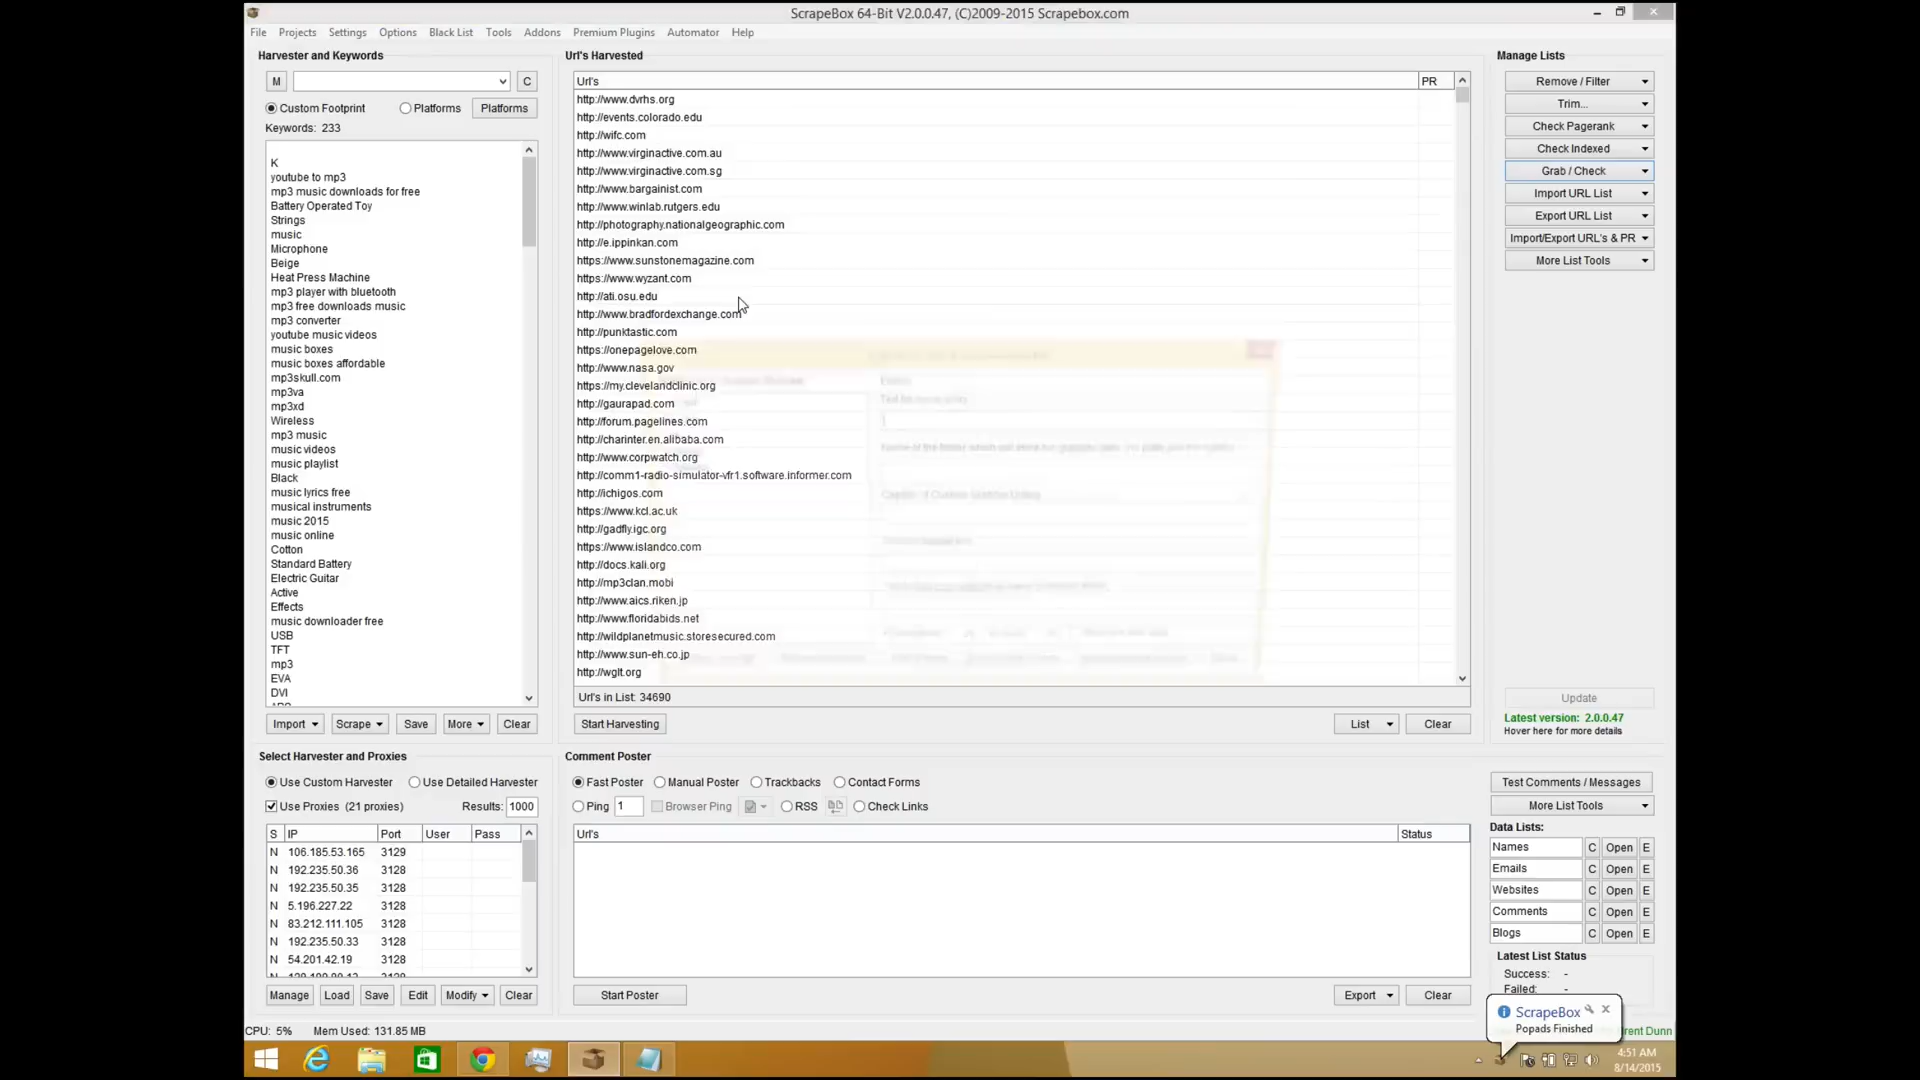 ScrapeBox 64-Bit V2.0.0.47, (C)2009-2015 Scrapebox.com
File Projects Settings Options Black List Tools Addons Premium Plugins Automator Help
Harvester and Keywords
M C
Custom Footprint Platforms Platforms
Keywords: 233
K
youtube to mp3
mp3 music downloads for free
Battery Operated Toy
Strings
music
Microphone
Beige
Heat Press Machine
mp3 player with bluetooth
mp3 free downloads music
mp3 converter
youtube music videos
music boxes
music boxes affordable
mp3skull.com
mp3va
mp3xd
Wireless
mp3 music
music videos
music playlist
Black
music lyrics free
musical instruments
music 2015
music online
Cotton
Standard Battery
Electric Guitar
Active
Effects
music downloader free
USB
TFT
mp3
EVA
DVI
Import Scrape Save More Clear
Url's Harvested
Url's PR
http://www.dvrhs.org
http://events.colorado.edu
http://wifc.com
http://www.virginactive.com.au
http://www.virginactive.com.sg
http://www.bargainist.com
http://www.winlab.rutgers.edu
http://photography.nationalgeographic.com
http://e.ippinkan.com
https://www.sunstonemagazine.com
https://www.wyzant.com
http://ati.osu.edu
http://www.bradfordexchange.com
http://punktastic.com
https://onepagelove.com
http://www.nasa.gov
https://my.clevelandclinic.org
http://gaurapad.com
http://forum.pagelines.com
http://charinter.en.alibaba.com
http://www.corpwatch.org
http://comm1-radio-simulator-vfr1.software.informer.com
http://ichigos.com
https://www.kcl.ac.uk
http://gadfly.igc.org
https://www.islandco.com
http://docs.kali.org
http://mp3clan.mobi
http://www.aics.riken.jp
http://www.floridabids.net
http://wildplanetmusic.storesecured.com
http://www.sun-eh.co.jp
http://wglt.org
Url's in List: 34690
Start Harvesting List Clear
Manage Lists
Remove / Filter
Trim...
Check Pagerank
Check Indexed
Grab / Check
Import URL List
Export URL List
Import/Export URL's & PR
More List Tools
Update
Latest version: 2.0.0.47
Hover here for more details
Select Harvester and Proxies
Use Custom Harvester Use Detailed Harvester
Use Proxies (21 proxies) Results: 1000
S IP Port User Pass
N 106.185.53.165 3129
N 192.235.50.36 3128
N 192.235.50.35 3128
N 5.196.227.22 3128
N 83.212.111.105 3128
N 192.235.50.33 3128
N 54.201.42.19 3128
Manage Load Save Edit Modify Clear
Comment Poster
Fast Poster Manual Poster Trackbacks Contact Forms
Ping 1 Browser Ping RSS Check Links
Url's Status
Start Poster Export Clear
Test Comments / Messages
More List Tools
Data Lists:
Names C Open E
Emails C Open E
Websites C Open E
Comments C Open E
Blogs C Open E
Latest List Status
Success: -
Failed: -
ScrapeBox
Popads Finished
rent Dunn
CPU: 5% Mem Used: 131.85 MB
4:51 AM
8/14/2015